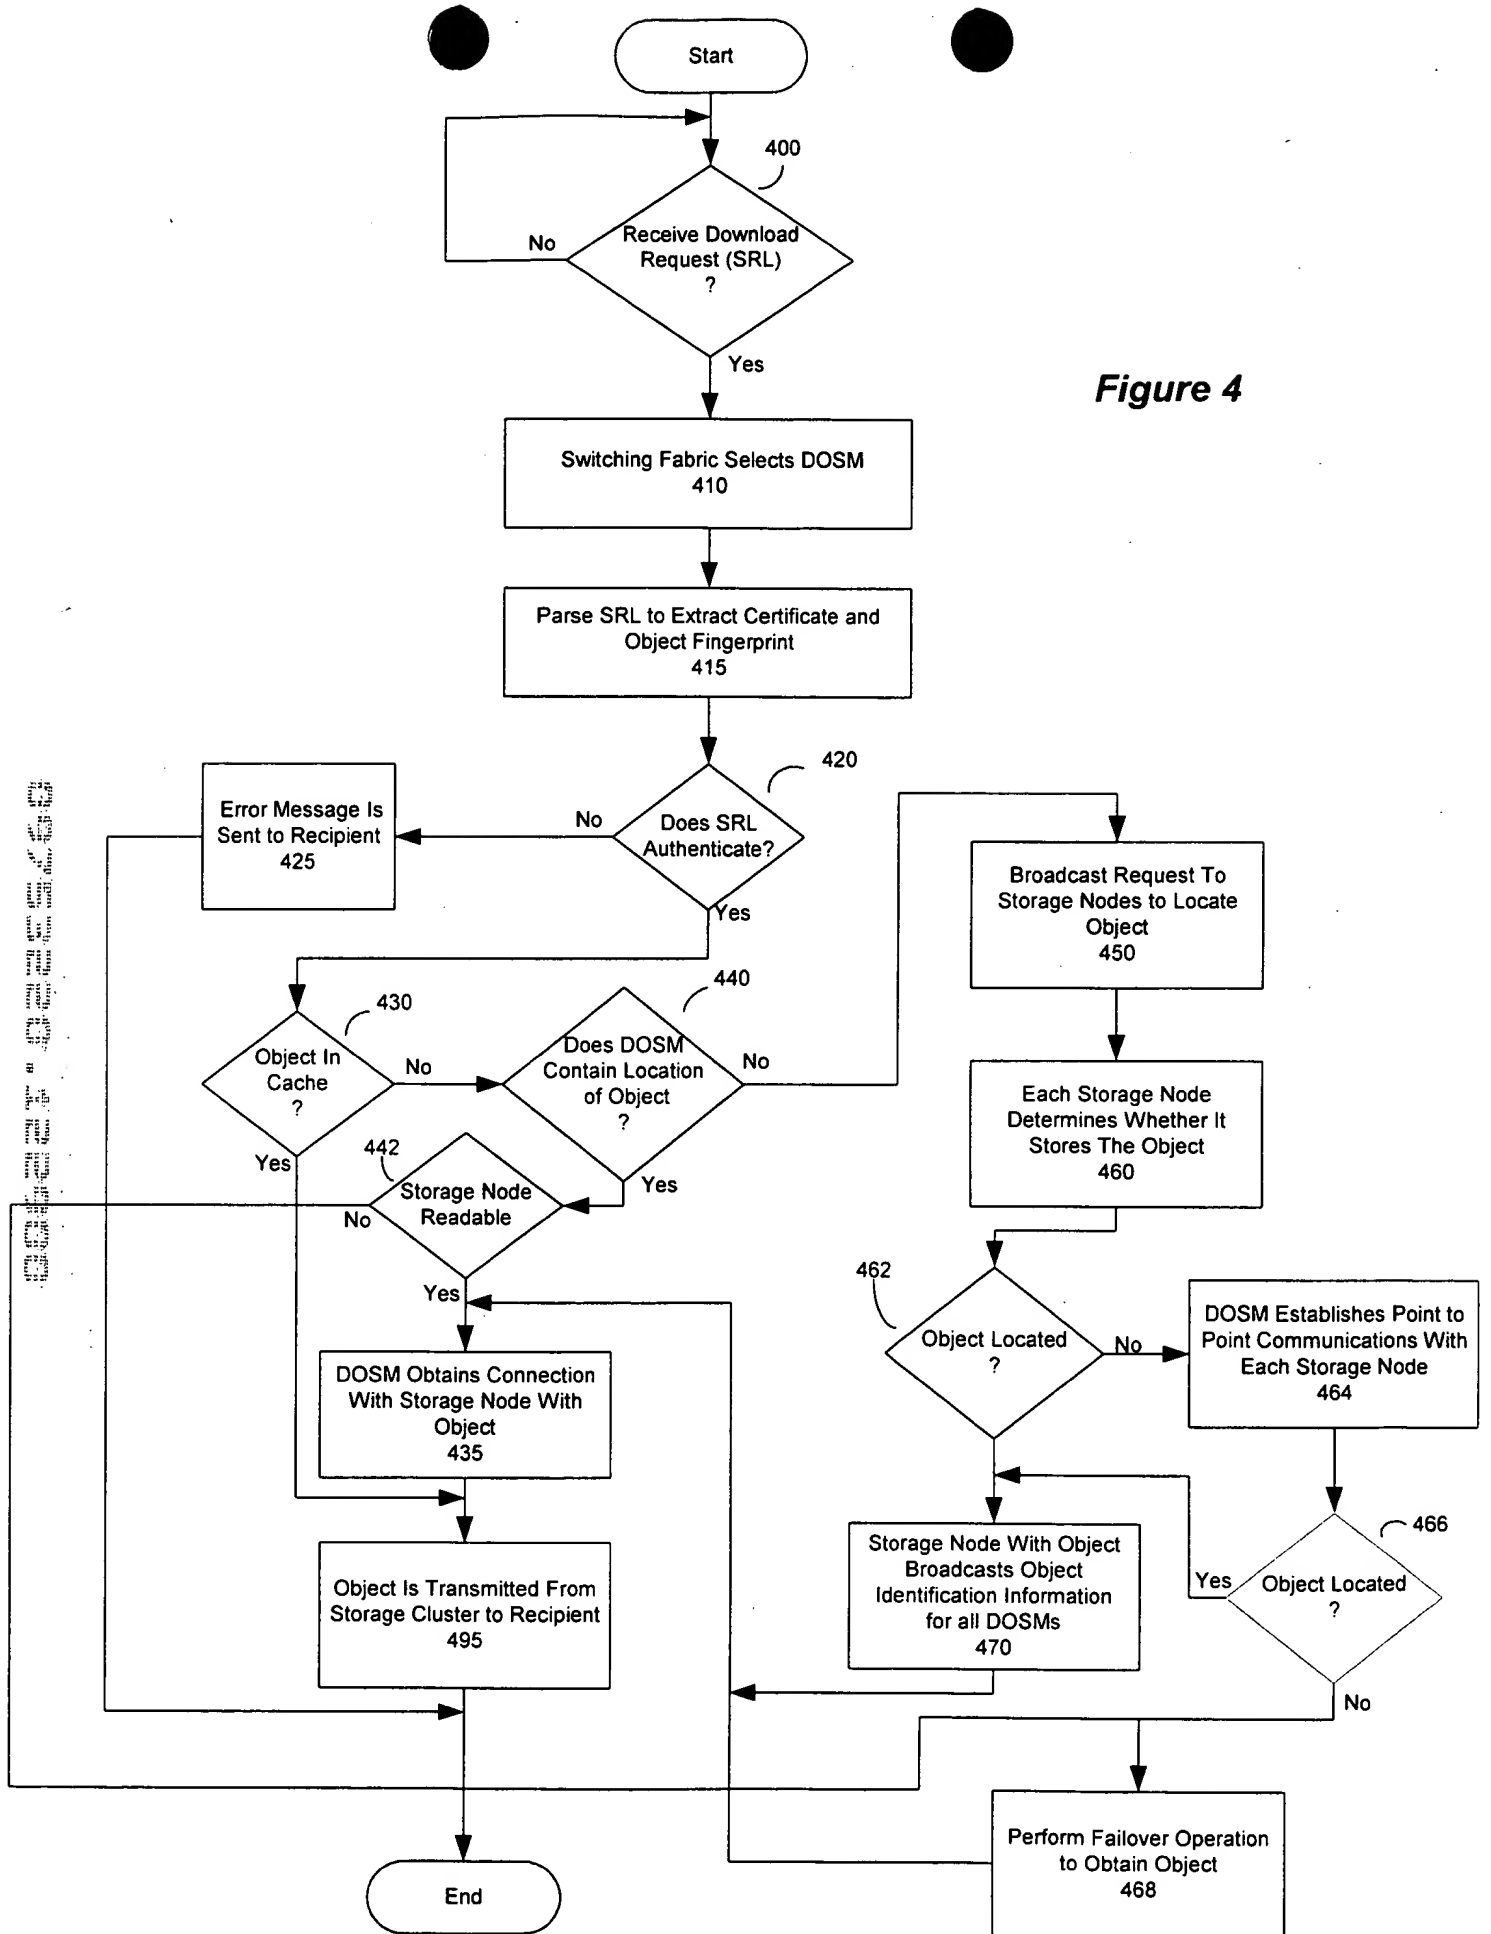 Start
400
Receive Download
Request (SRL)
?
No
Yes
Figure 4
Switching Fabric Selects DOSM
410
Parse SRL to Extract Certificate and
Object Fingerprint
415
420
Does SRL
Authenticate?
No
Yes
Error Message Is
Sent to Recipient
425
430
Object In
Cache
?
No
Yes
440
Does DOSM
Contain Location
of Object
?
No
Yes
442
Storage Node
Readable
No
Yes
DOSM Obtains Connection
With Storage Node With
Object
435
Object Is Transmitted From
Storage Cluster to Recipient
495
End
Broadcast Request To
Storage Nodes to Locate
Object
450
Each Storage Node
Determines Whether It
Stores The Object
460
462
Object Located
?
No
DOSM Establishes Point to
Point Communications With
Each Storage Node
464
466
Object Located
?
Yes
No
Storage Node With Object
Broadcasts Object
Identification Information
for all DOSMs
470
Perform Failover Operation
to Obtain Object
468